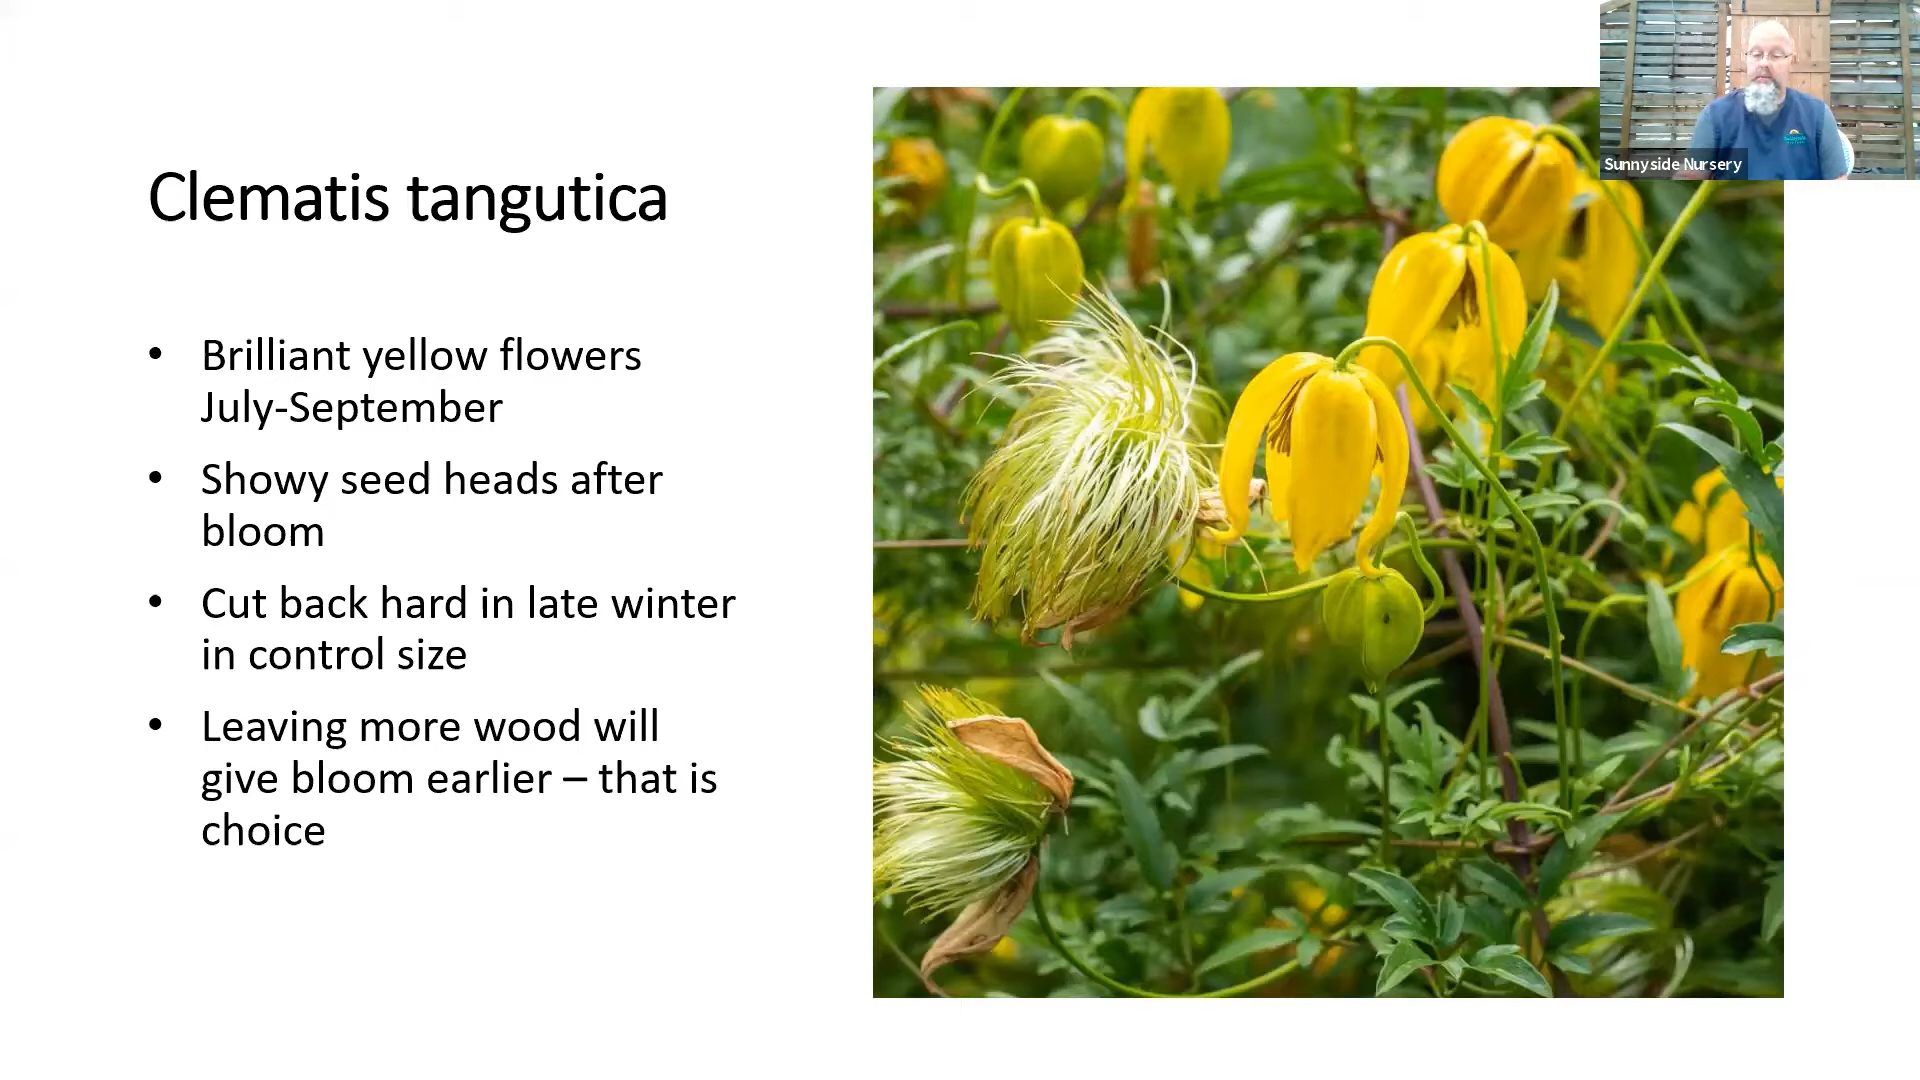 Sunnyside Nursery
Clematis tangutica
• Brilliant yellow flowers
July-September
• Showy seed heads after
bloom
• Cut back hard in late winter
in control size
• Leaving more wood will
give bloom earlier – that is
choice